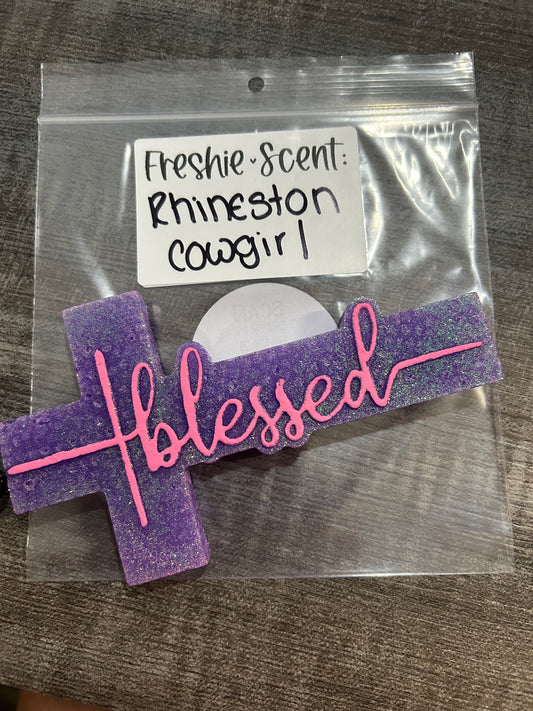 Freshie Scent:
Rhineston
cowgirl
blessed